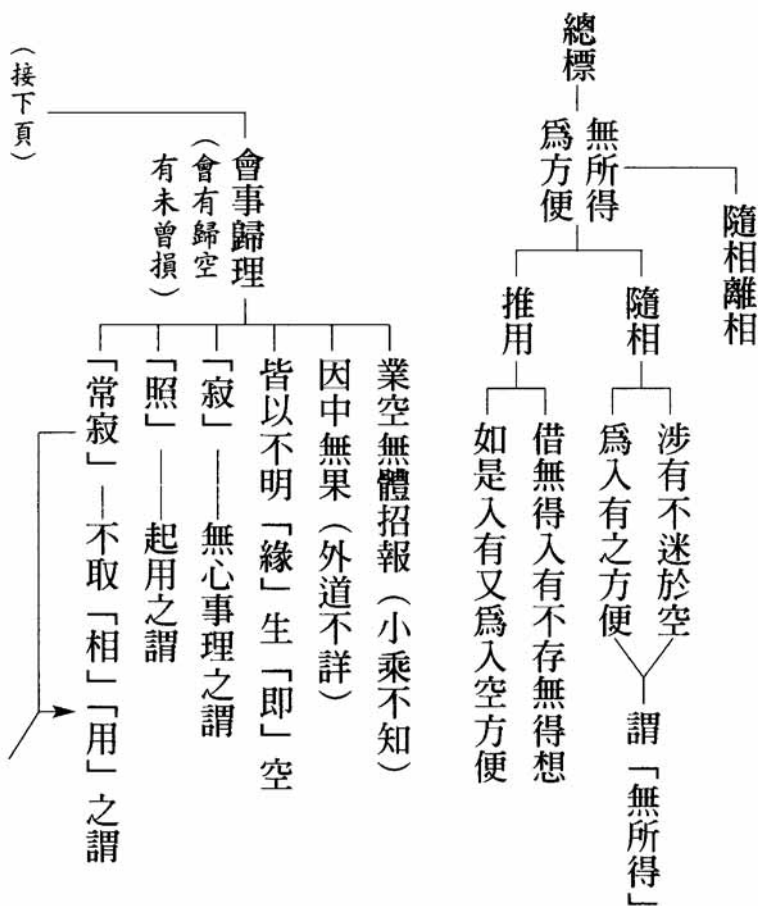 隨相離相
總標
無所得
爲方便
隨相
涉有不迷於空
爲入有之方便
謂「無所得」
推用
借無得入有不存無得想
如是入有又爲入空方便
會事歸理
（會有歸空
有未曾損）
業空無體招報（小乘不知）
因中無果（外道不詳）
皆以不明「緣」生「即」空
「寂」——無心事理之謂
「照」——起用之謂
「常寂」—不取「相」「用」之謂
（接下頁）